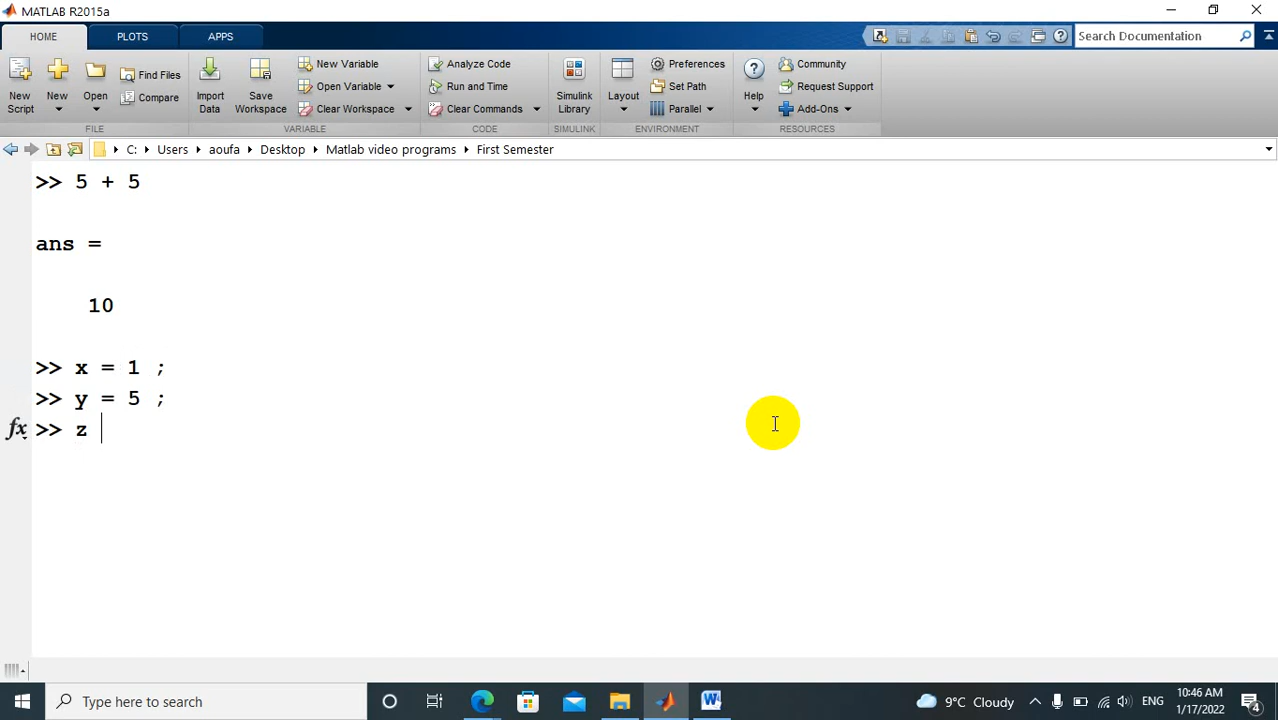 MATLAB R2015a
HOME PLOTS APPS Search Documentation
New Script New Open Find Files Compare Import Data Save Workspace New Variable Open Variable Clear Workspace Analyze Code Run and Time Clear Commands Simulink Library Layout Preferences Set Path Parallel Help Community Request Support Add-Ons
FILE VARIABLE CODE SIMULINK ENVIRONMENT RESOURCES
C: Users aoufa Desktop Matlab video programs First Semester
>> 5 + 5
ans =
10
>> x = 1 ;
>> y = 5 ;
fx >> z
Type here to search 9°C Cloudy ENG 10:46 AM 1/17/2022 4